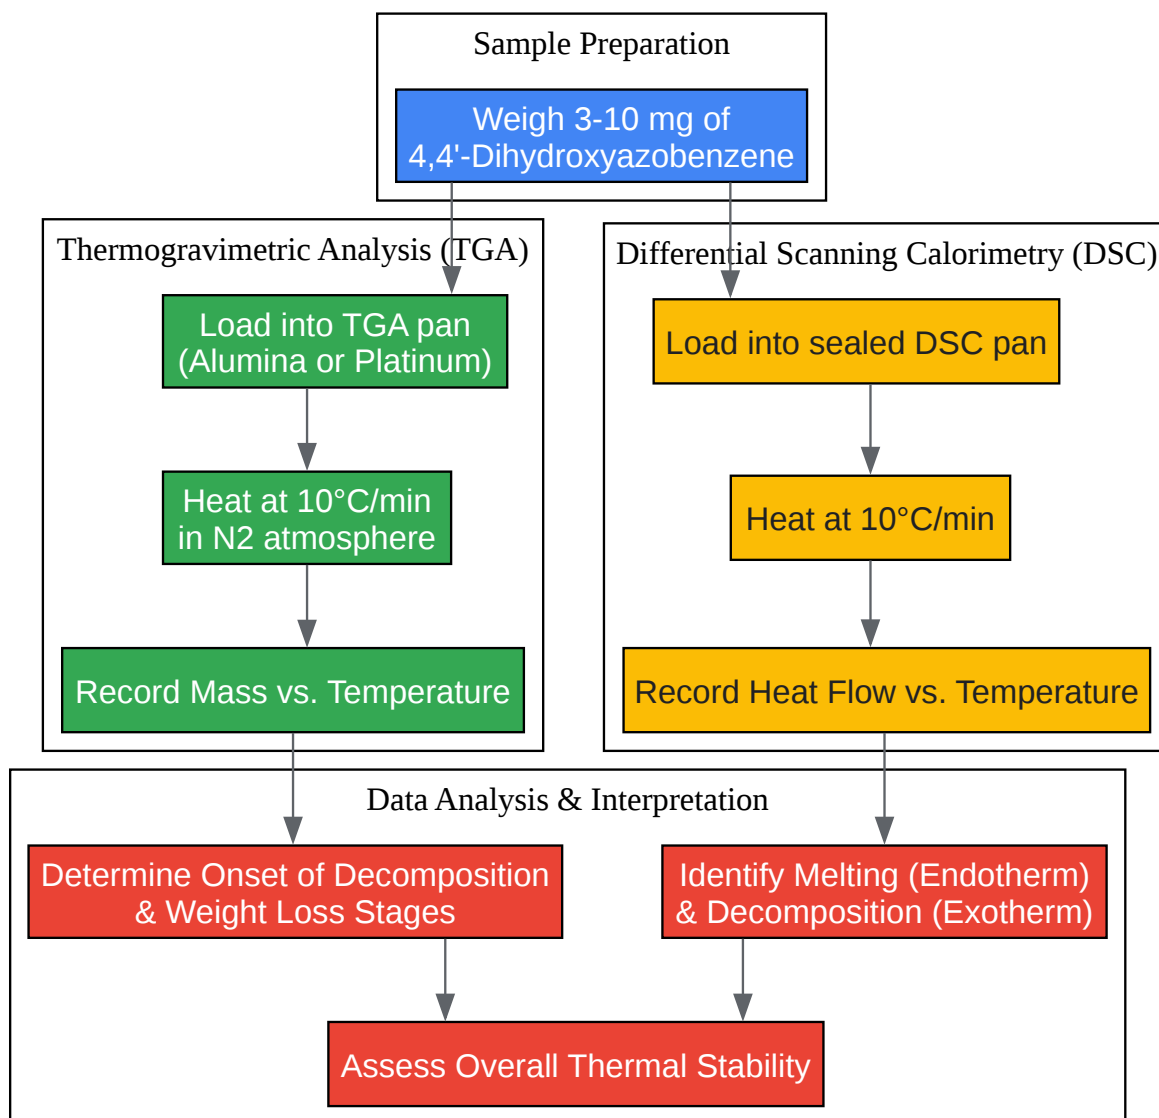 Sample Preparation
Weigh 3-10 mg of
4,4'-Dihydroxyazobenzene
Thermogravimetric Analysis (TGA)
Load into TGA pan
(Alumina or Platinum)
Heat at 10°C/min
in N2 atmosphere
Record Mass vs. Temperature
Differential Scanning Calorimetry (DSC)
Load into sealed DSC pan
Heat at 10°C/min
Record Heat Flow vs. Temperature
Data Analysis & Interpretation
Determine Onset of Decomposition
& Weight Loss Stages
Identify Melting (Endotherm)
& Decomposition (Exotherm)
Assess Overall Thermal Stability